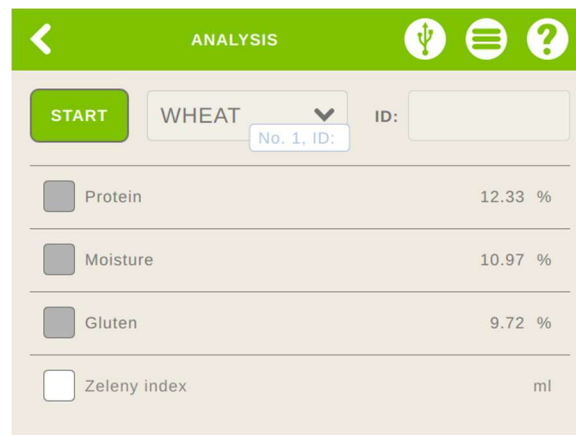 ANALYSIS
START
WHEAT
ID:
No. 1, ID:
Protein 12.33 %
Moisture 10.97 %
Gluten 9.72 %
Zeleny index ml